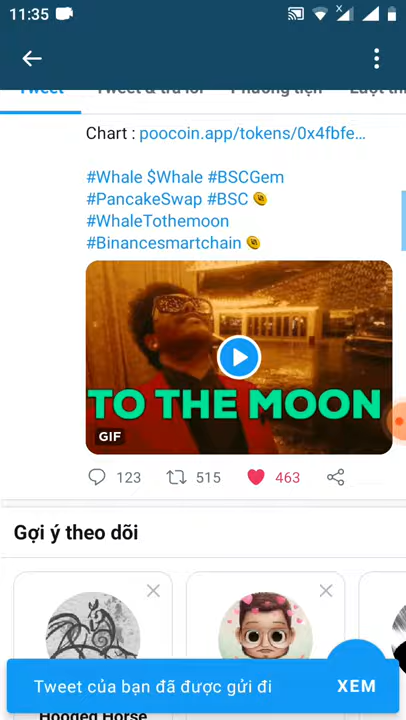 11:35
Tweet Tweet & trả lời Phương tiện Lượt th
Chart : poocoin.app/tokens/0x4fbfe…
#Whale $Whale #BSCGem
#PancakeSwap #BSC
#WhaleTothemoon
#Binancesmartchain
TO THE MOON
GIF
123 515 463
Gợi ý theo dõi
Tweet của bạn đã được gửi đi XEM
Hooded Horse